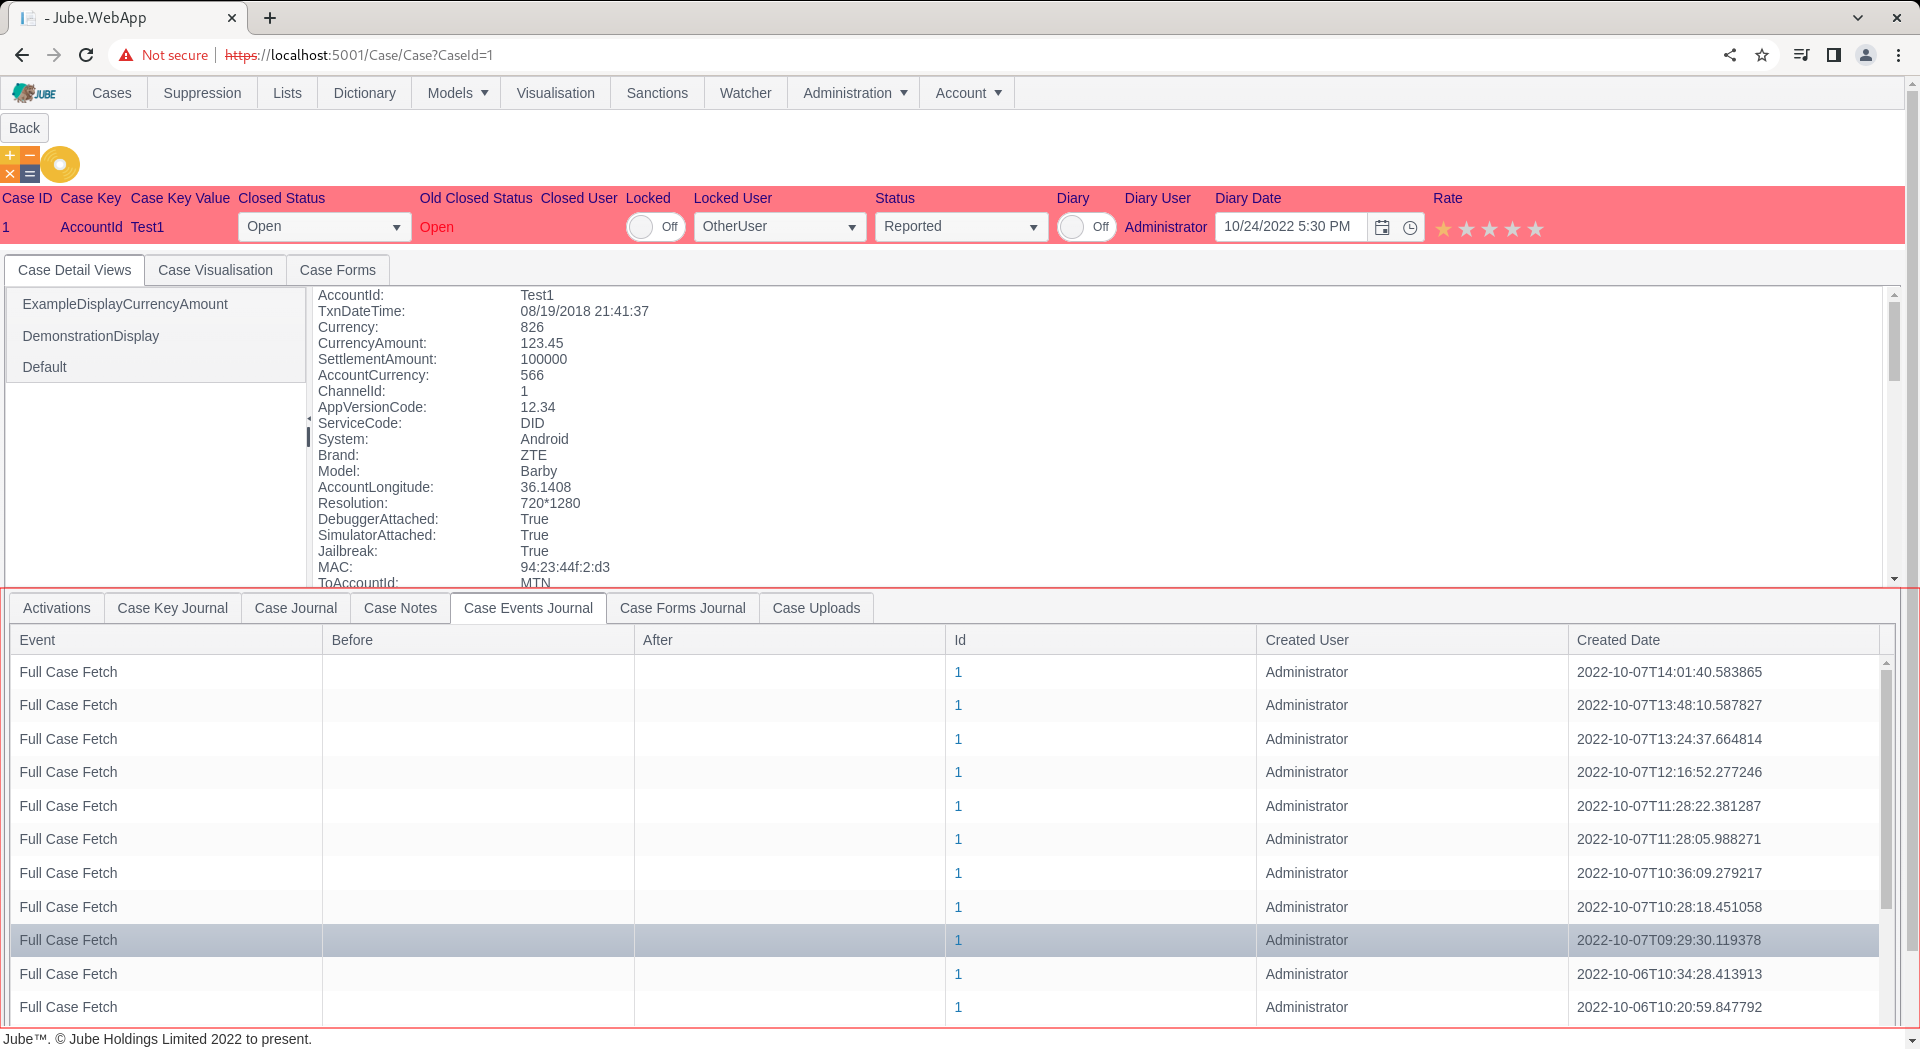 - Jube.WebApp
Not secure https://localhost:5001/Case/Case?CaseId=1
JUBE Cases Suppression Lists Dictionary Models Visualisation Sanctions Watcher Administration Account
Back
Case ID Case Key Case Key Value Closed Status Old Closed Status Closed User Locked Locked User Status Diary Diary User Diary Date Rate
1 AccountId Test1 Open Open Off OtherUser Reported Off Administrator 10/24/2022 5:30 PM
Case Detail Views Case Visualisation Case Forms
ExampleDisplayCurrencyAmount
DemonstrationDisplay
Default
AccountId: Test1
TxnDateTime: 08/19/2018 21:41:37
Currency: 826
CurrencyAmount: 123.45
SettlementAmount: 100000
AccountCurrency: 566
ChannelId: 1
AppVersionCode: 12.34
ServiceCode: DID
System: Android
Brand: ZTE
Model: Barby
AccountLongitude: 36.1408
Resolution: 720*1280
DebuggerAttached: True
SimulatorAttached: True
Jailbreak: True
MAC: 94:23:44f:2:d3
ToAccountId: MTN
Activations Case Key Journal Case Journal Case Notes Case Events Journal Case Forms Journal Case Uploads
Event Before After Id Created User Created Date
Full Case Fetch 1 Administrator 2022-10-07T14:01:40.583865
Full Case Fetch 1 Administrator 2022-10-07T13:48:10.587827
Full Case Fetch 1 Administrator 2022-10-07T13:24:37.664814
Full Case Fetch 1 Administrator 2022-10-07T12:16:52.277246
Full Case Fetch 1 Administrator 2022-10-07T11:28:22.381287
Full Case Fetch 1 Administrator 2022-10-07T11:28:05.988271
Full Case Fetch 1 Administrator 2022-10-07T10:36:09.279217
Full Case Fetch 1 Administrator 2022-10-07T10:28:18.451058
Full Case Fetch 1 Administrator 2022-10-07T09:29:30.119378
Full Case Fetch 1 Administrator 2022-10-06T10:34:28.413913
Full Case Fetch 1 Administrator 2022-10-06T10:20:59.847792
Jube™. © Jube Holdings Limited 2022 to present.